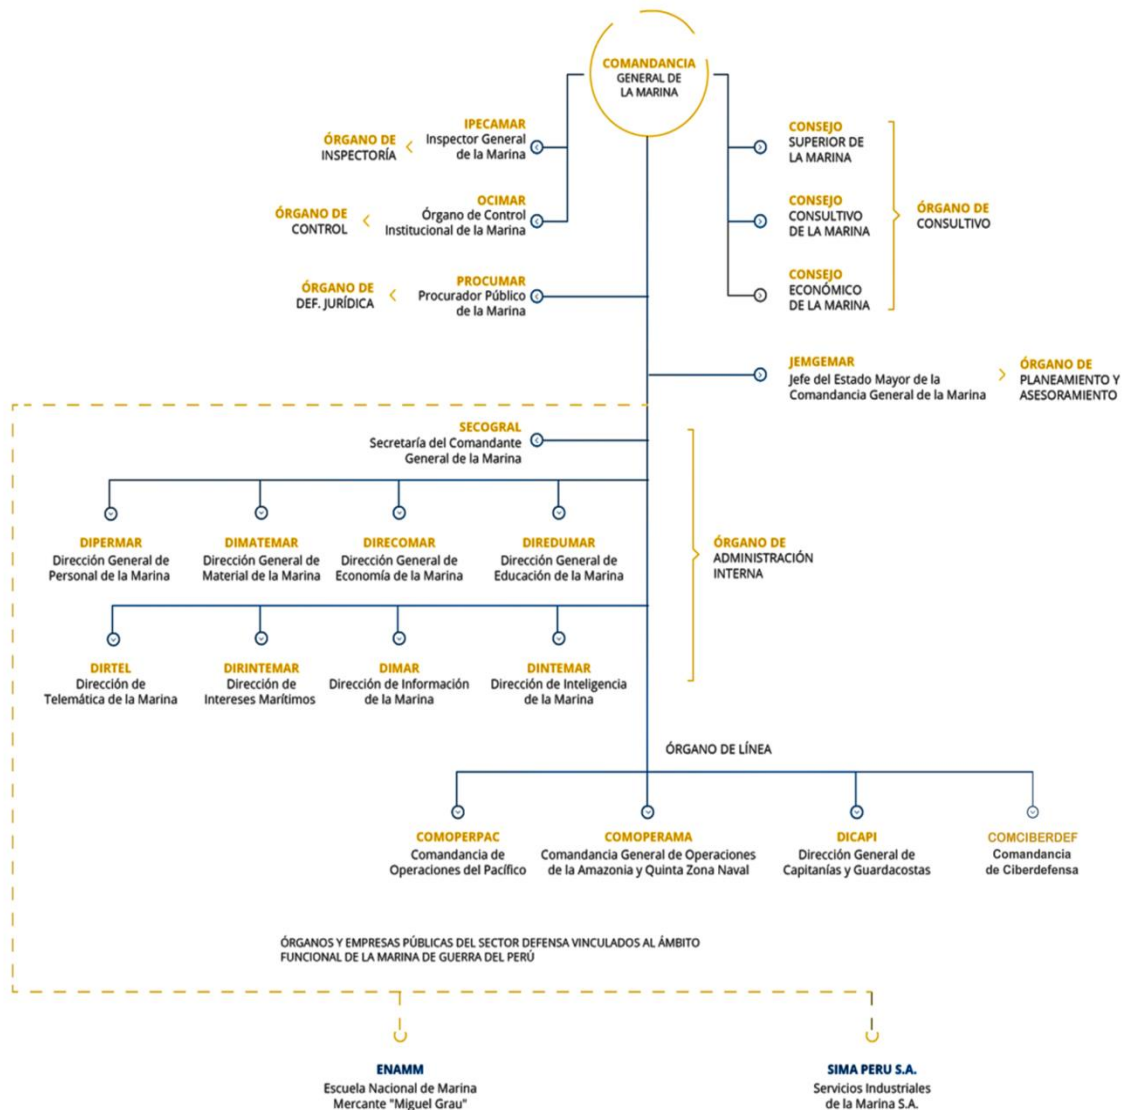 COMANDANCIA
GENERAL DE
LA MARINA
IPECAMAR
Inspector General
de la Marina
ÓRGANO DE
INSPECTORÍA
CONSEJO
SUPERIOR DE
LA MARINA
OCIMAR
Órgano de Control
Institucional de la Marina
ÓRGANO DE
CONTROL
CONSEJO
CONSULTIVO
DE LA MARINA
ÓRGANO DE
CONSULTIVO
PROCUMAR
Procurador Público
de la Marina
ÓRGANO DE
DEF. JURÍDICA
CONSEJO
ECONÓMICO
DE LA MARINA
JEMGEMAR
Jefe del Estado Mayor de la
Comandancia General de la Marina
ÓRGANO DE
PLANEAMIENTO Y
ASESORAMIENTO
SECOGRAL
Secretaría del Comandante
General de la Marina
DIPERMAR
Dirección General de
Personal de la Marina
DIMATEMAR
Dirección General de
Material de la Marina
DIRECOMAR
Dirección General de
Economía de la Marina
DIREDUMAR
Dirección General de
Educación de la Marina
ÓRGANO DE
ADMINISTRACIÓN
INTERNA
DIRTEL
Dirección de
Telemática de la Marina
DIRINTEMAR
Dirección de
Intereses Marítimos
DIMAR
Dirección de Información
de la Marina
DINTEMAR
Dirección de Inteligencia
de la Marina
ÓRGANO DE LÍNEA
COMOPERPAC
Comandancia de
Operaciones del Pacífico
COMOPERAMA
Comandancia General de Operaciones
de la Amazonia y Quinta Zona Naval
DICAPI
Dirección General de
Capitanías y Guardacostas
COMCIBERDEF
Comandancia
de Ciberdefensa
ÓRGANOS Y EMPRESAS PÚBLICAS DEL SECTOR DEFENSA VINCULADOS AL ÁMBITO
FUNCIONAL DE LA MARINA DE GUERRA DEL PERÚ
ENAMM
Escuela Nacional de Marina
Mercante "Miguel Grau"
SIMA PERU S.A.
Servicios Industriales
de la Marina S.A.